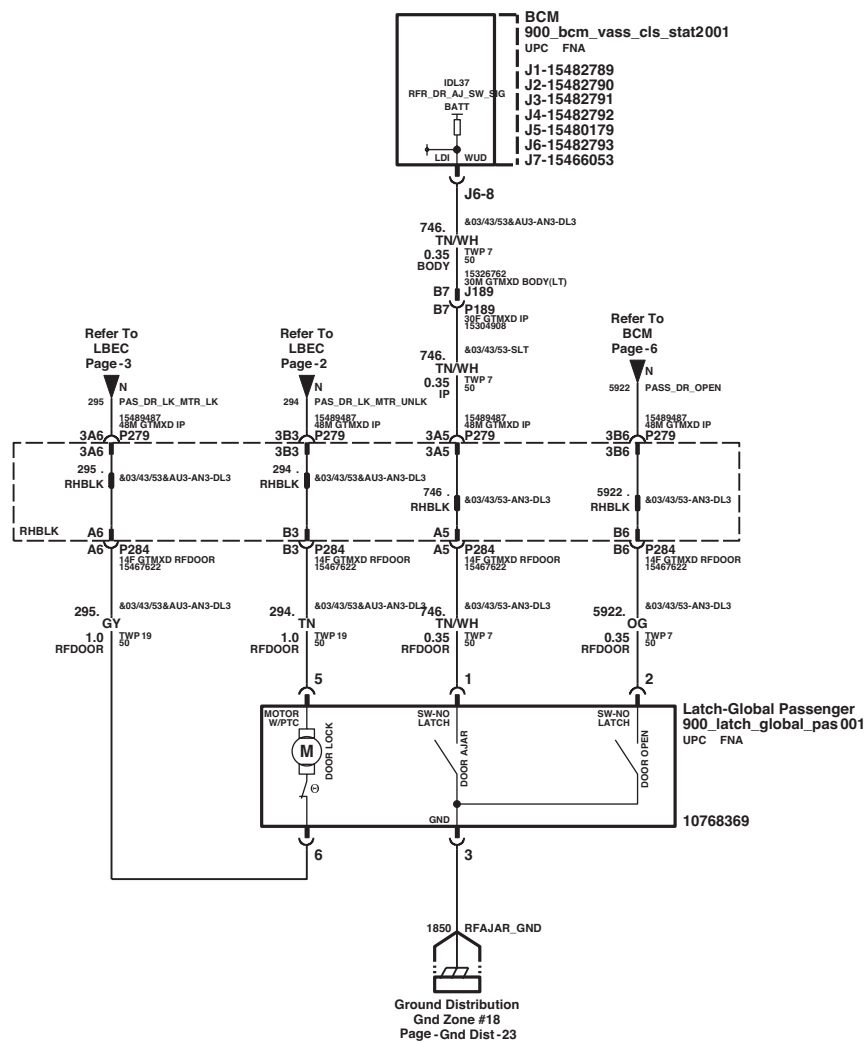 BCM
900_bcm_vass_cls_stat2001
UPC FNA
J1-15482789
J2-15482790
J3-15482791
J4-15482792
J5-15480179
J6-15482793
J7-15466053
IDL37
RFR_DR_AJ_SW_SIG
BATT
LDI WUD
J6-8
746.
&03/43/53&AU3-AN3-DL3
TN/WH
0.35
TWP 7
50
BODY
15326762
30M GTMXD BODY(LT)
B7 J189
B7 P189
30F GTMXD IP
15304908
746.
&03/43/53-SLT
TN/WH
0.35
TWP 7
50
IP
Refer To
LBEC
Page-3
N
295 PAS_DR_LK_MTR_LK
15489487
48M GTMXD IP
3A6 P279
3A6
Refer To
LBEC
Page-2
N
294 PAS_DR_LK_MTR_UNLK
15489487
48M GTMXD IP
3B3 P279
3B3
15489487
48M GTMXD IP
3A5 P279
3A5
Refer To
BCM
Page-6
N
5922 PASS_DR_OPEN
15489487
48M GTMXD IP
3B6 P279
3B6
295 .
RHBLK
&03/43/53&AU3-AN3-DL3
294 .
RHBLK
&03/43/53&AU3-AN3-DL3
746 .
RHBLK
&03/43/53-AN3-DL3
5922 .
RHBLK
&03/43/53-AN3-DL3
RHBLK
A6
A6 P284
14F GTMXD RFDOOR
15467622
B3
B3 P284
14F GTMXD RFDOOR
15467622
A5
A5 P284
14F GTMXD RFDOOR
15467622
B6
B6 P284
14F GTMXD RFDOOR
15467622
295.
&03/43/53&AU3-AN3-DL3
GY
1.0
TWP 19
50
RFDOOR
294.
&03/43/53&AU3-AN3-DL3
TN
1.0
TWP 19
50
RFDOOR
746.
&03/43/53-AN3-DL3
TN/WH
0.35
TWP 7
50
RFDOOR
5922.
&03/43/53-AN3-DL3
OG
0.35
TWP 7
50
RFDOOR
5
1
2
MOTOR
W/PTC
M
DOOR LOCK
Θ
SW-NO
LATCH
DOOR AJAR
SW-NO
LATCH
DOOR OPEN
GND
Latch-Global Passenger
900_latch_global_pas001
UPC FNA
10768369
6
3
1850 RFAJAR_GND
Ground Distribution
Gnd Zone #18
Page-Gnd Dist-23